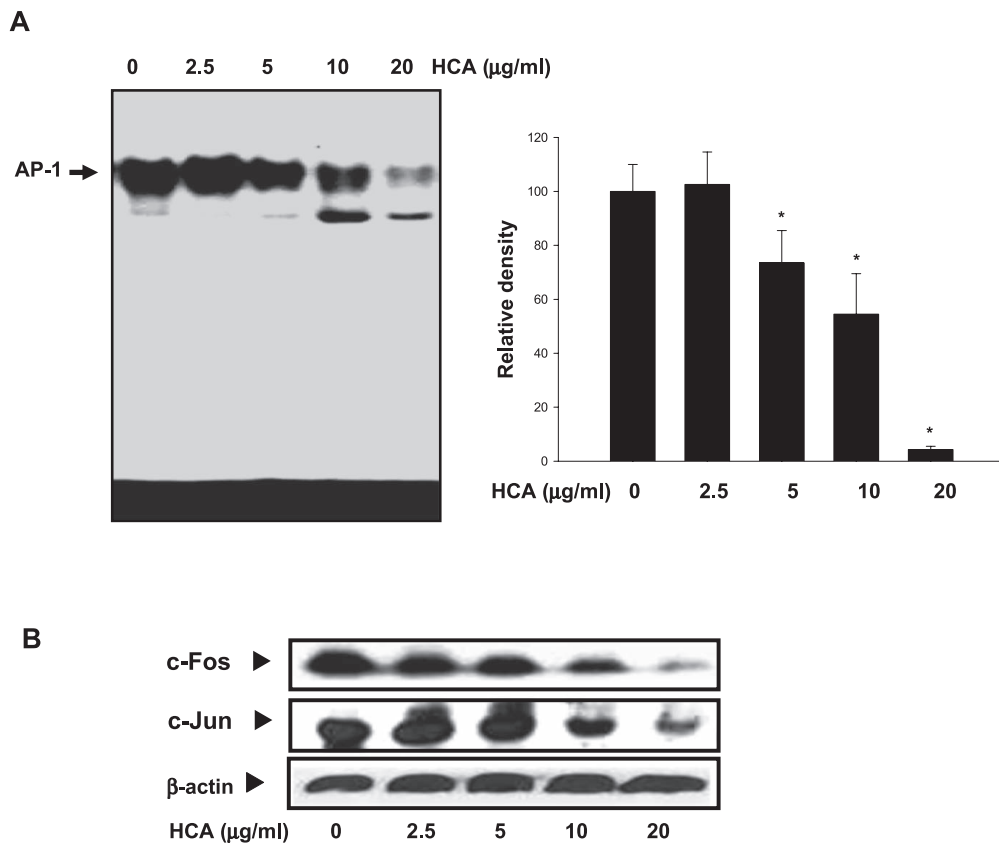 A
0 2.5 5 10 20 HCA (μg/ml)
AP-1
120
100
80
60
40
20
0
Relative density
* * *
HCA (μg/ml) 0 2.5 5 10 20
B
c-Fos
c-Jun
β-actin
HCA (μg/ml) 0 2.5 5 10 20